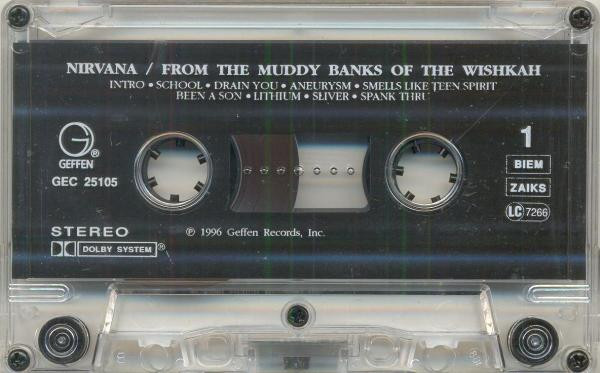 NIRVANA / FROM THE MUDDY BANKS OF THE WISHKAH
INTRO • SCHOOL • DRAIN YOU • ANEURYSM • SMELLS LIKE TEEN SPIRIT
BEEN A SON • LITHIUM • SLIVER • SPANK THRU
G®
GEFFEN
GEC 25105
1
BIEM
ZAIKS
LC 7266
STEREO
DOLBY SYSTEM®
℗ 1996 Geffen Records, Inc.